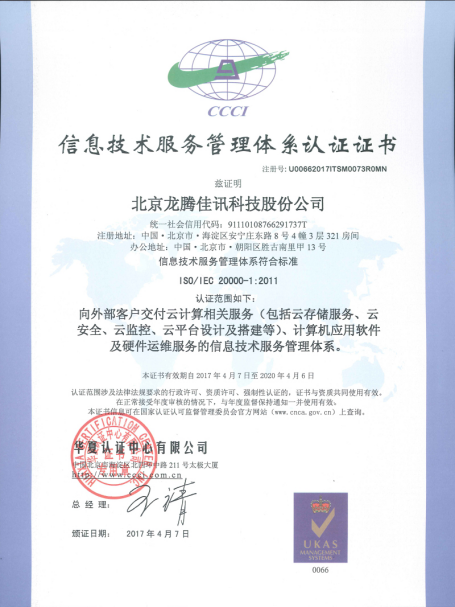 CCCI
信息技术服务管理体系认证证书
注册号: U00662017ITSM0073R0MN
兹证明
北京龙腾佳讯科技股份公司
统一社会信用代码: 91110108766291737T
注册地址: 中国·北京市·海淀区安宁庄东路 8 号 4 幢 3 层 321 房间
办公地址: 中国·北京市·朝阳区胜古南里甲 13 号
信息技术服务管理体系符合标准
ISO/IEC 20000-1:2011
认证范围如下:
向外部客户交付云计算相关服务（包括云存储服务、云
安全、云监控、云平台设计及搭建等）、计算机应用软件
及硬件运维服务的信息技术服务管理体系。
本证书有效期自 2017 年 4 月 7 日至 2020 年 4 月 6 日
认证范围涉及法律法规要求的行政许可、资质许可、强制性认证的，证书与资质共同使用有效。
在正常接受年度审核的情况下，与年度监督保持通知一并使用有效。
本证书信息可在国家认证认可监督管理委员会官方网站（www.cnca.gov.cn）上查询。
华夏认证中心有限公司
中国北京市海淀区北四环中路 211 号太极大厦
http://www.ccci.com.cn
总 经 理:
颁证日期: 2017 年 4 月 7 日
UKAS
MANAGEMENT
SYSTEMS
0066